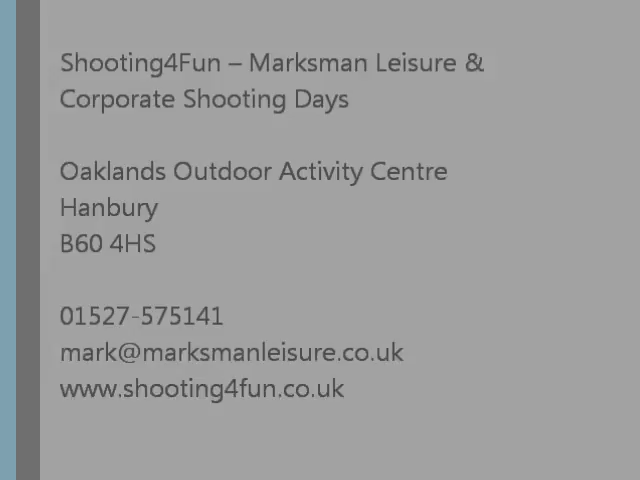 Shooting4Fun – Marksman Leisure &
Corporate Shooting Days
Oaklands Outdoor Activity Centre
Hanbury
B60 4HS
01527-575141
mark@marksmanleisure.co.uk
www.shooting4fun.co.uk